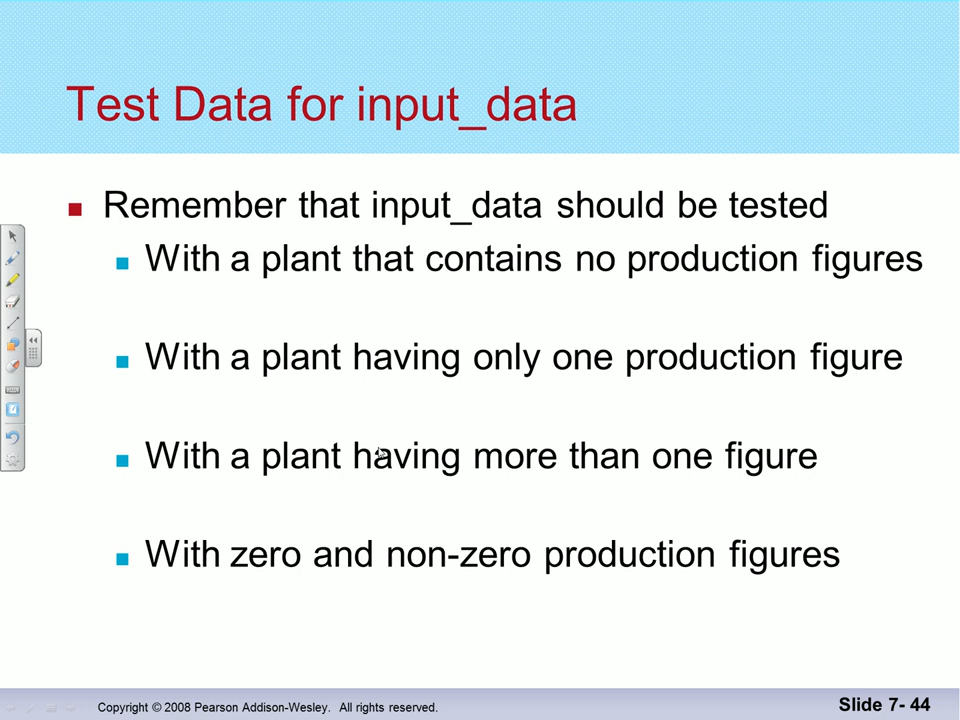 Test Data for input_data
Remember that input_data should be tested
With a plant that contains no production figures
With a plant having only one production figure
With a plant having more than one figure
With zero and non-zero production figures
Copyright © 2008 Pearson Addison-Wesley. All rights reserved.
Slide 7- 44